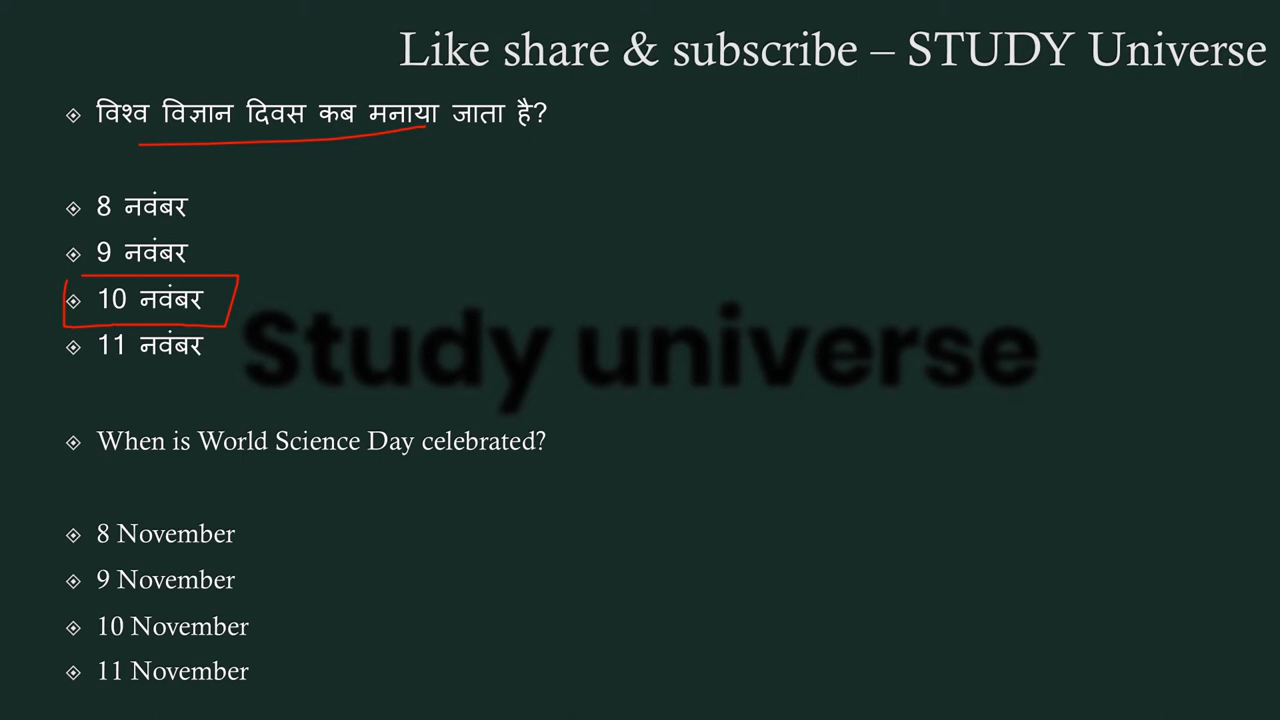 Like share & subscribe – STUDY Universe
विश्व विज्ञान दिवस कब मनाया जाता है?
8 नवंबर
9 नवंबर
10 नवंबर
11 नवंबर
Study universe
When is World Science Day celebrated?
8 November
9 November
10 November
11 November